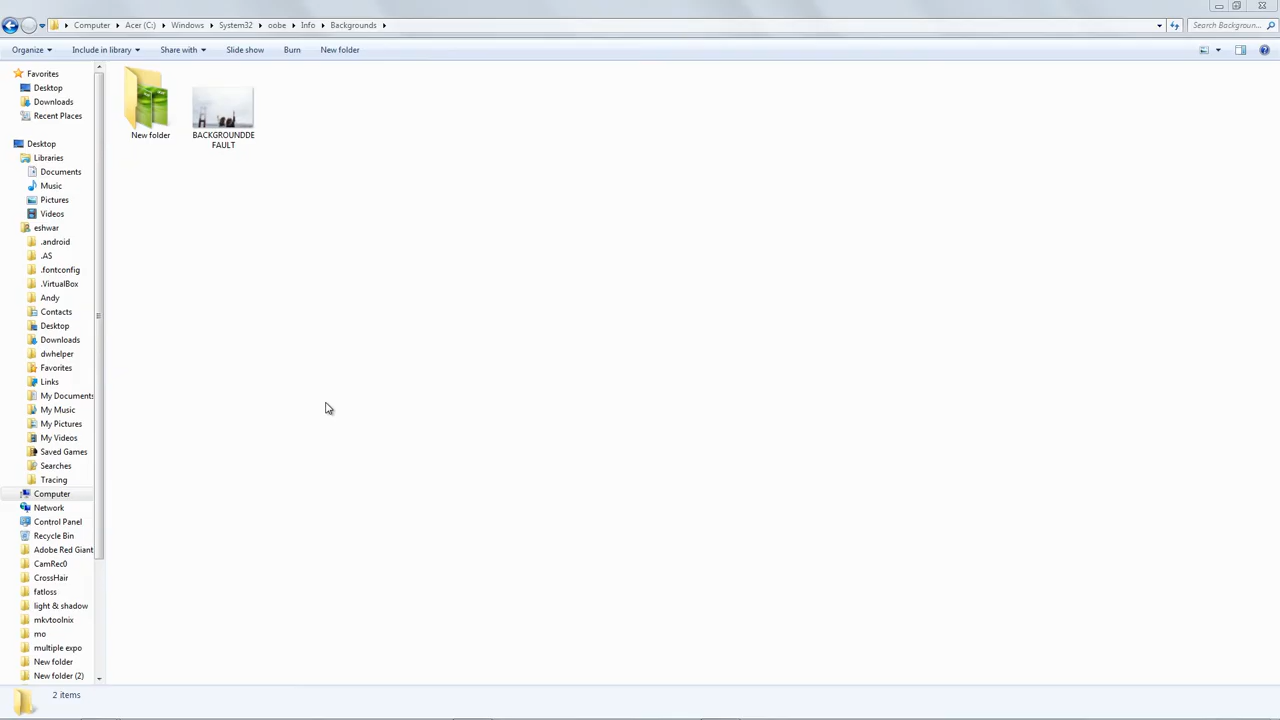 Computer Acer (C:) Windows System32 oobe Info Backgrounds
Search Backgroun...
Organize Include in library Share with Slide show Burn New folder
Favorites
Desktop
Downloads
Recent Places
Desktop
Libraries
Documents
Music
Pictures
Videos
eshwar
.android
.AS
.fontconfig
.VirtualBox
Andy
Contacts
Desktop
Downloads
dwhelper
Favorites
Links
My Documents
My Music
My Pictures
My Videos
Saved Games
Searches
Tracing
Computer
Network
Control Panel
Recycle Bin
Adobe Red Giant
CamRec0
CrossHair
fatloss
light & shadow
mkvtoolnix
mo
multiple expo
New folder
New folder (2)
New folder
BACKGROUNDDE
FAULT
2 items